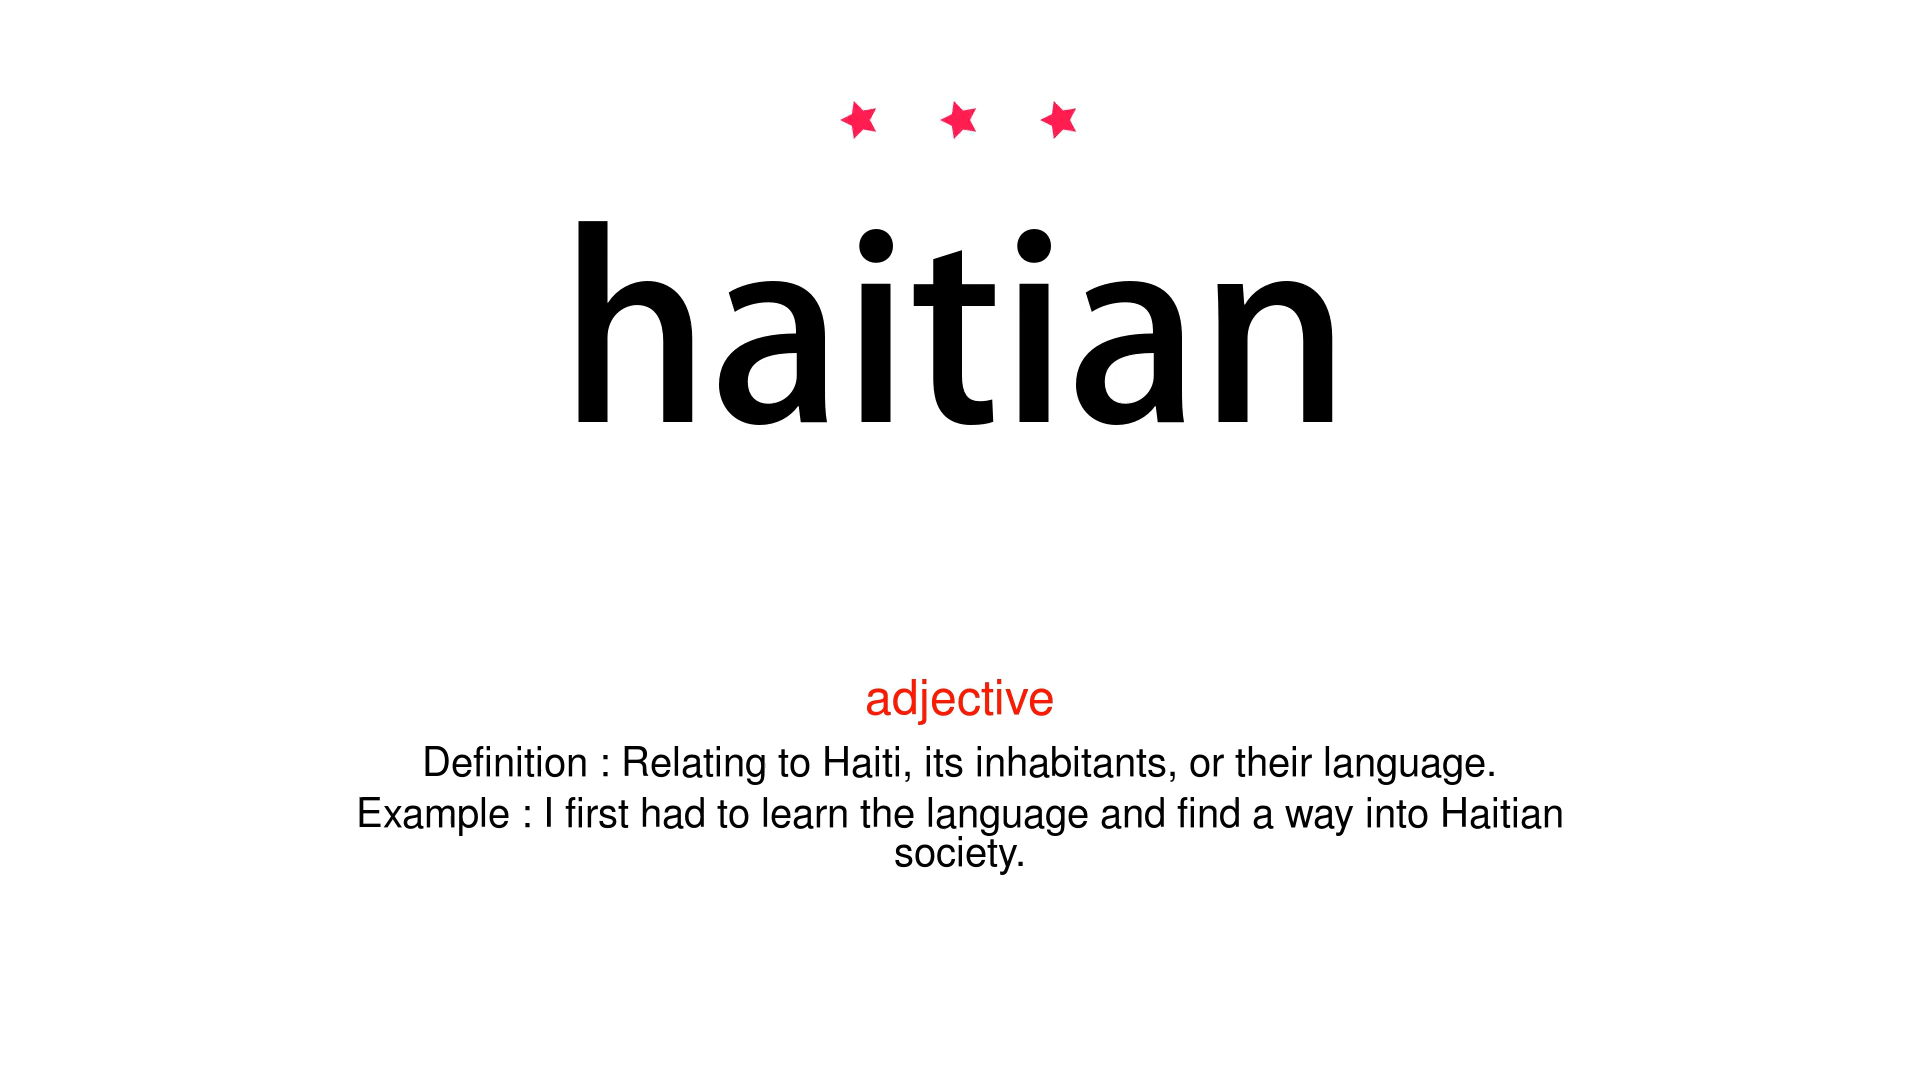 haitian
adjective
Definition : Relating to Haiti, its inhabitants, or their language.
Example : I first had to learn the language and find a way into Haitian
society.